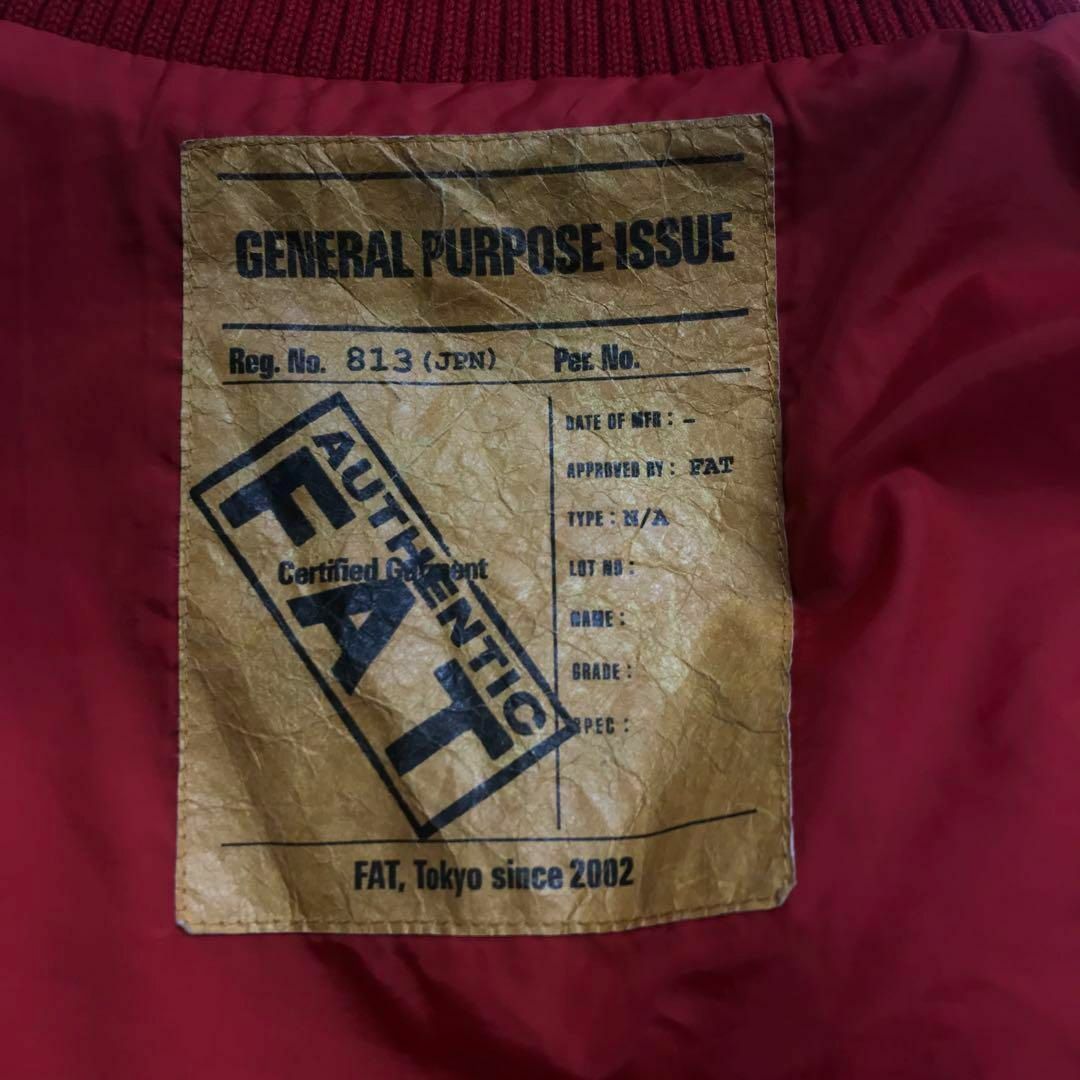 GENERAL PURPOSE ISSUE
Reg. No. 813 (JPN) Per. No.
DATE OF MFR : -
APPROVED BY : FAT
TYPE : N/A
LOT NO :
NAME :
GRADE :
SPEC :
AUTHENTIC
FAT
Certified Garment
FAT, Tokyo since 2002